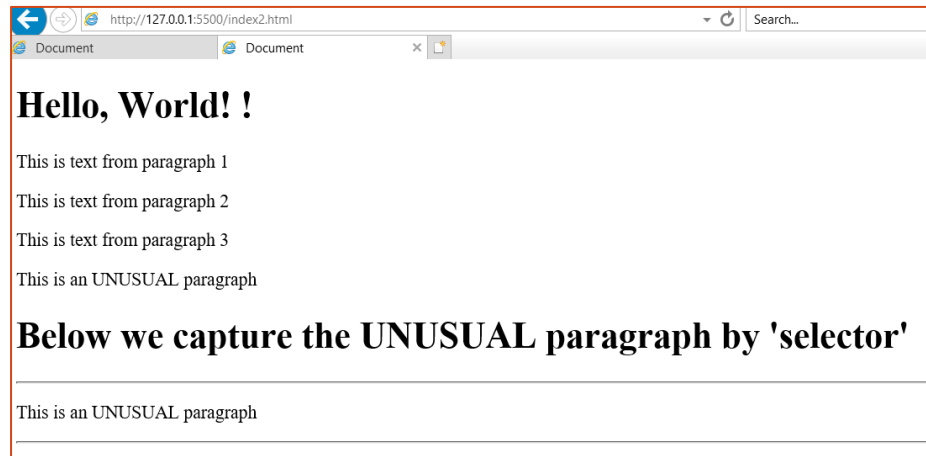 http://127.0.0.1:5500/index2.html
Search...
Document
Document
Hello, World! !
This is text from paragraph 1
This is text from paragraph 2
This is text from paragraph 3
This is an UNUSUAL paragraph
Below we capture the UNUSUAL paragraph by 'selector'
This is an UNUSUAL paragraph